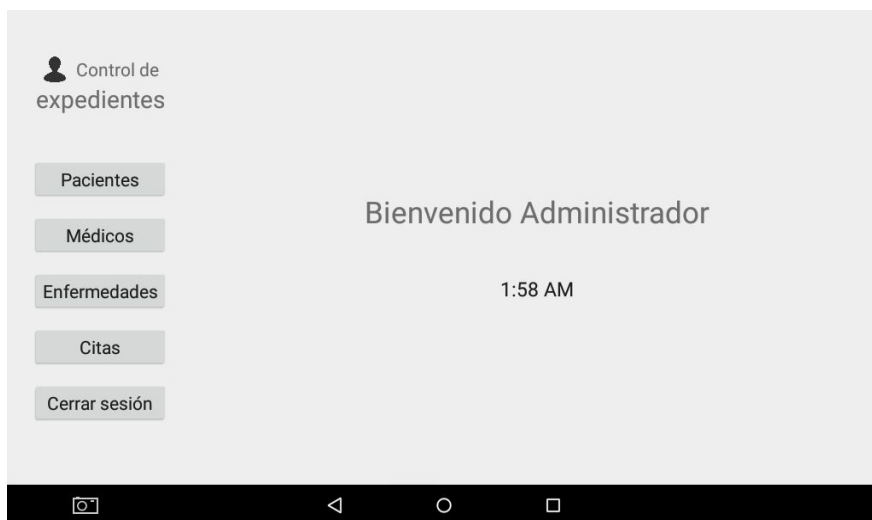 Control de
expedientes
Pacientes
Médicos
Enfermedades
Citas
Cerrar sesión
Bienvenido Administrador
1:58 AM